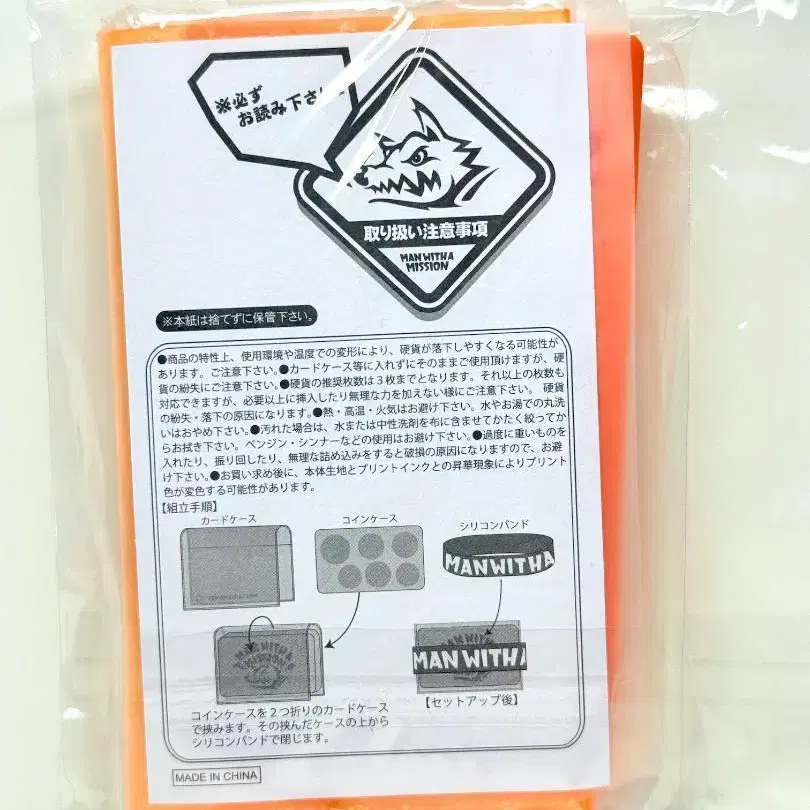 ※必ず
お読み下さい
取り扱い注意事項
MAN WITH A
MISSION
※本紙は捨てずに保管下さい。
●商品の特性上、使用環境や温度での変形により、硬貨が落下しやすくなる可能性が
あります。ご注意下さい。●カードケース等に入れずにそのままご使用頂けますが、硬
貨の紛失にご注意下さい。●硬貨の推奨枚数は3枚までとなります。それ以上の枚数も
対応できますが、必要以上に挿入したり無理な力を加えない様にご注意下さい。硬貨
の紛失・落下の原因になります。●熱・高温・火気はお避け下さい。水やお湯での丸洗
いはおやめ下さい。●汚れた場合は、水または中性洗剤を布に含ませてかたく絞ってか
らお拭き下さい。ベンジン・シンナーなどの使用はお避け下さい。●過度に重いものを
入れたり、振り回したり、無理な詰め込みをすると破損の原因になりますので、お避
け下さい。●お買い求め後に、本体生地とプリントインクとの昇華現象によりプリント
色が変色する可能性があります。
【組立手順】
カードケース
コインケース
シリコンバンド
MAN WITH A
MAN WITH A
MISSION
MAN WITH A
MAN WITH A
【セットアップ後】
コインケースを2つ折りのカードケース
で挟みます。その挟んだケースの上から
シリコンバンドで閉じます。
MADE IN CHINA